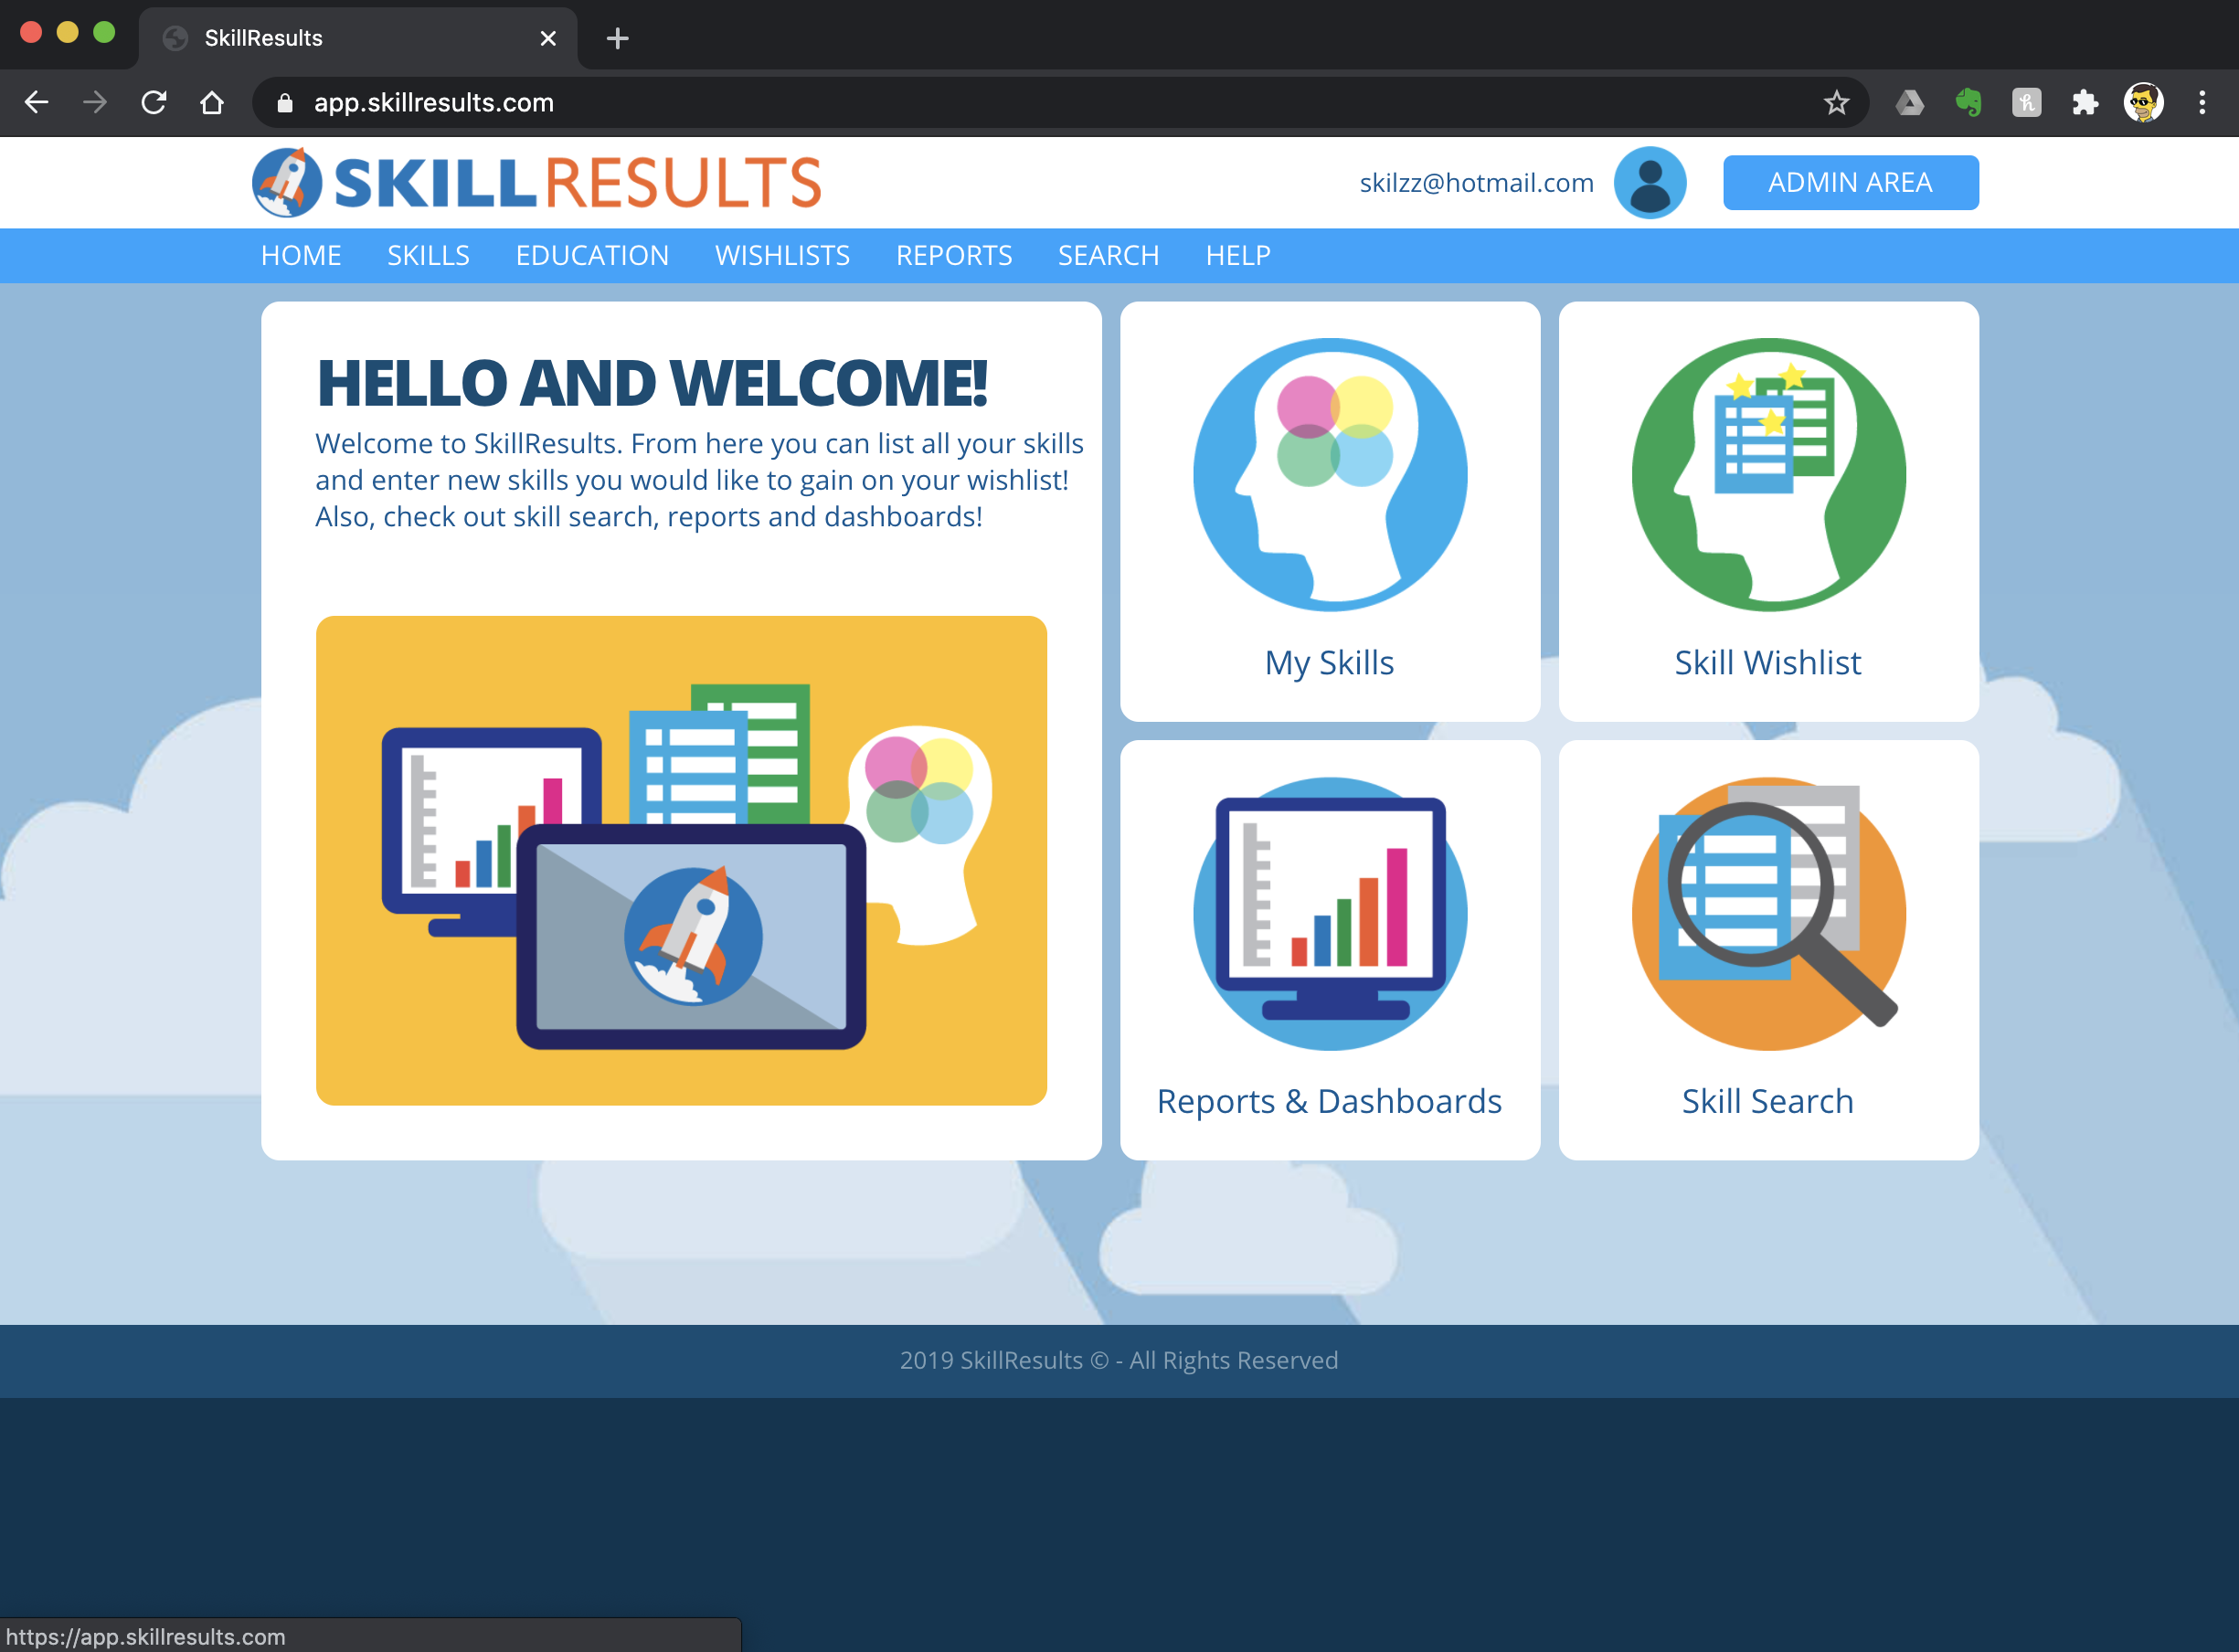 SkillResults
app.skillresults.com
SKILLRESULTS
skilzz@hotmail.com
ADMIN AREA
HOME SKILLS EDUCATION WISHLISTS REPORTS SEARCH HELP
HELLO AND WELCOME!
Welcome to SkillResults. From here you can list all your skills
and enter new skills you would like to gain on your wishlist!
Also, check out skill search, reports and dashboards!
My Skills
Skill Wishlist
Reports & Dashboards
Skill Search
2019 SkillResults © - All Rights Reserved
https://app.skillresults.com